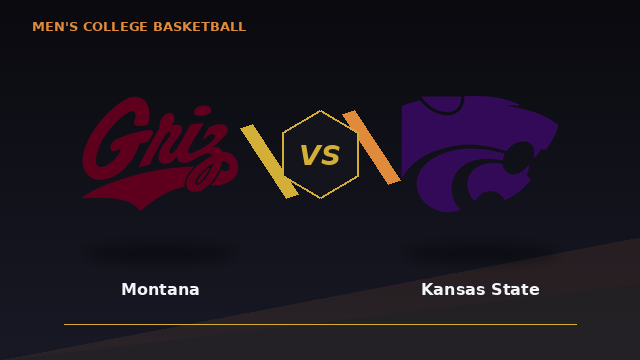 MEN'S COLLEGE BASKETBALL
Griz
VS
Montana
Kansas State